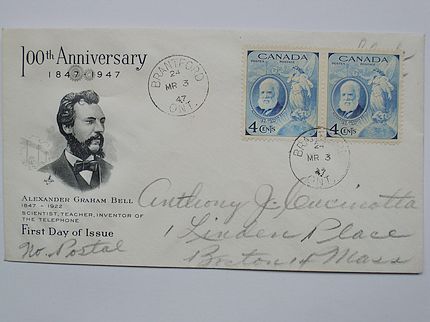 100th Anniversary
1847 1947
BRANTFORD
24
MR 3
47
ONT.
CANADA
POSTES POSTAGE
4 CENTS
CANADA
POSTES POSTAGE
4 CENTS
BRANTFORD
24
MR 3
47
ONT.
ALEXANDER GRAHAM BELL
1847 - 1922
SCIENTIST, TEACHER, INVENTOR OF
THE TELEPHONE
First Day of Issue
No. Postal
Anthony J. Cucinotta
1 Linden Place
Boston 14 Mass